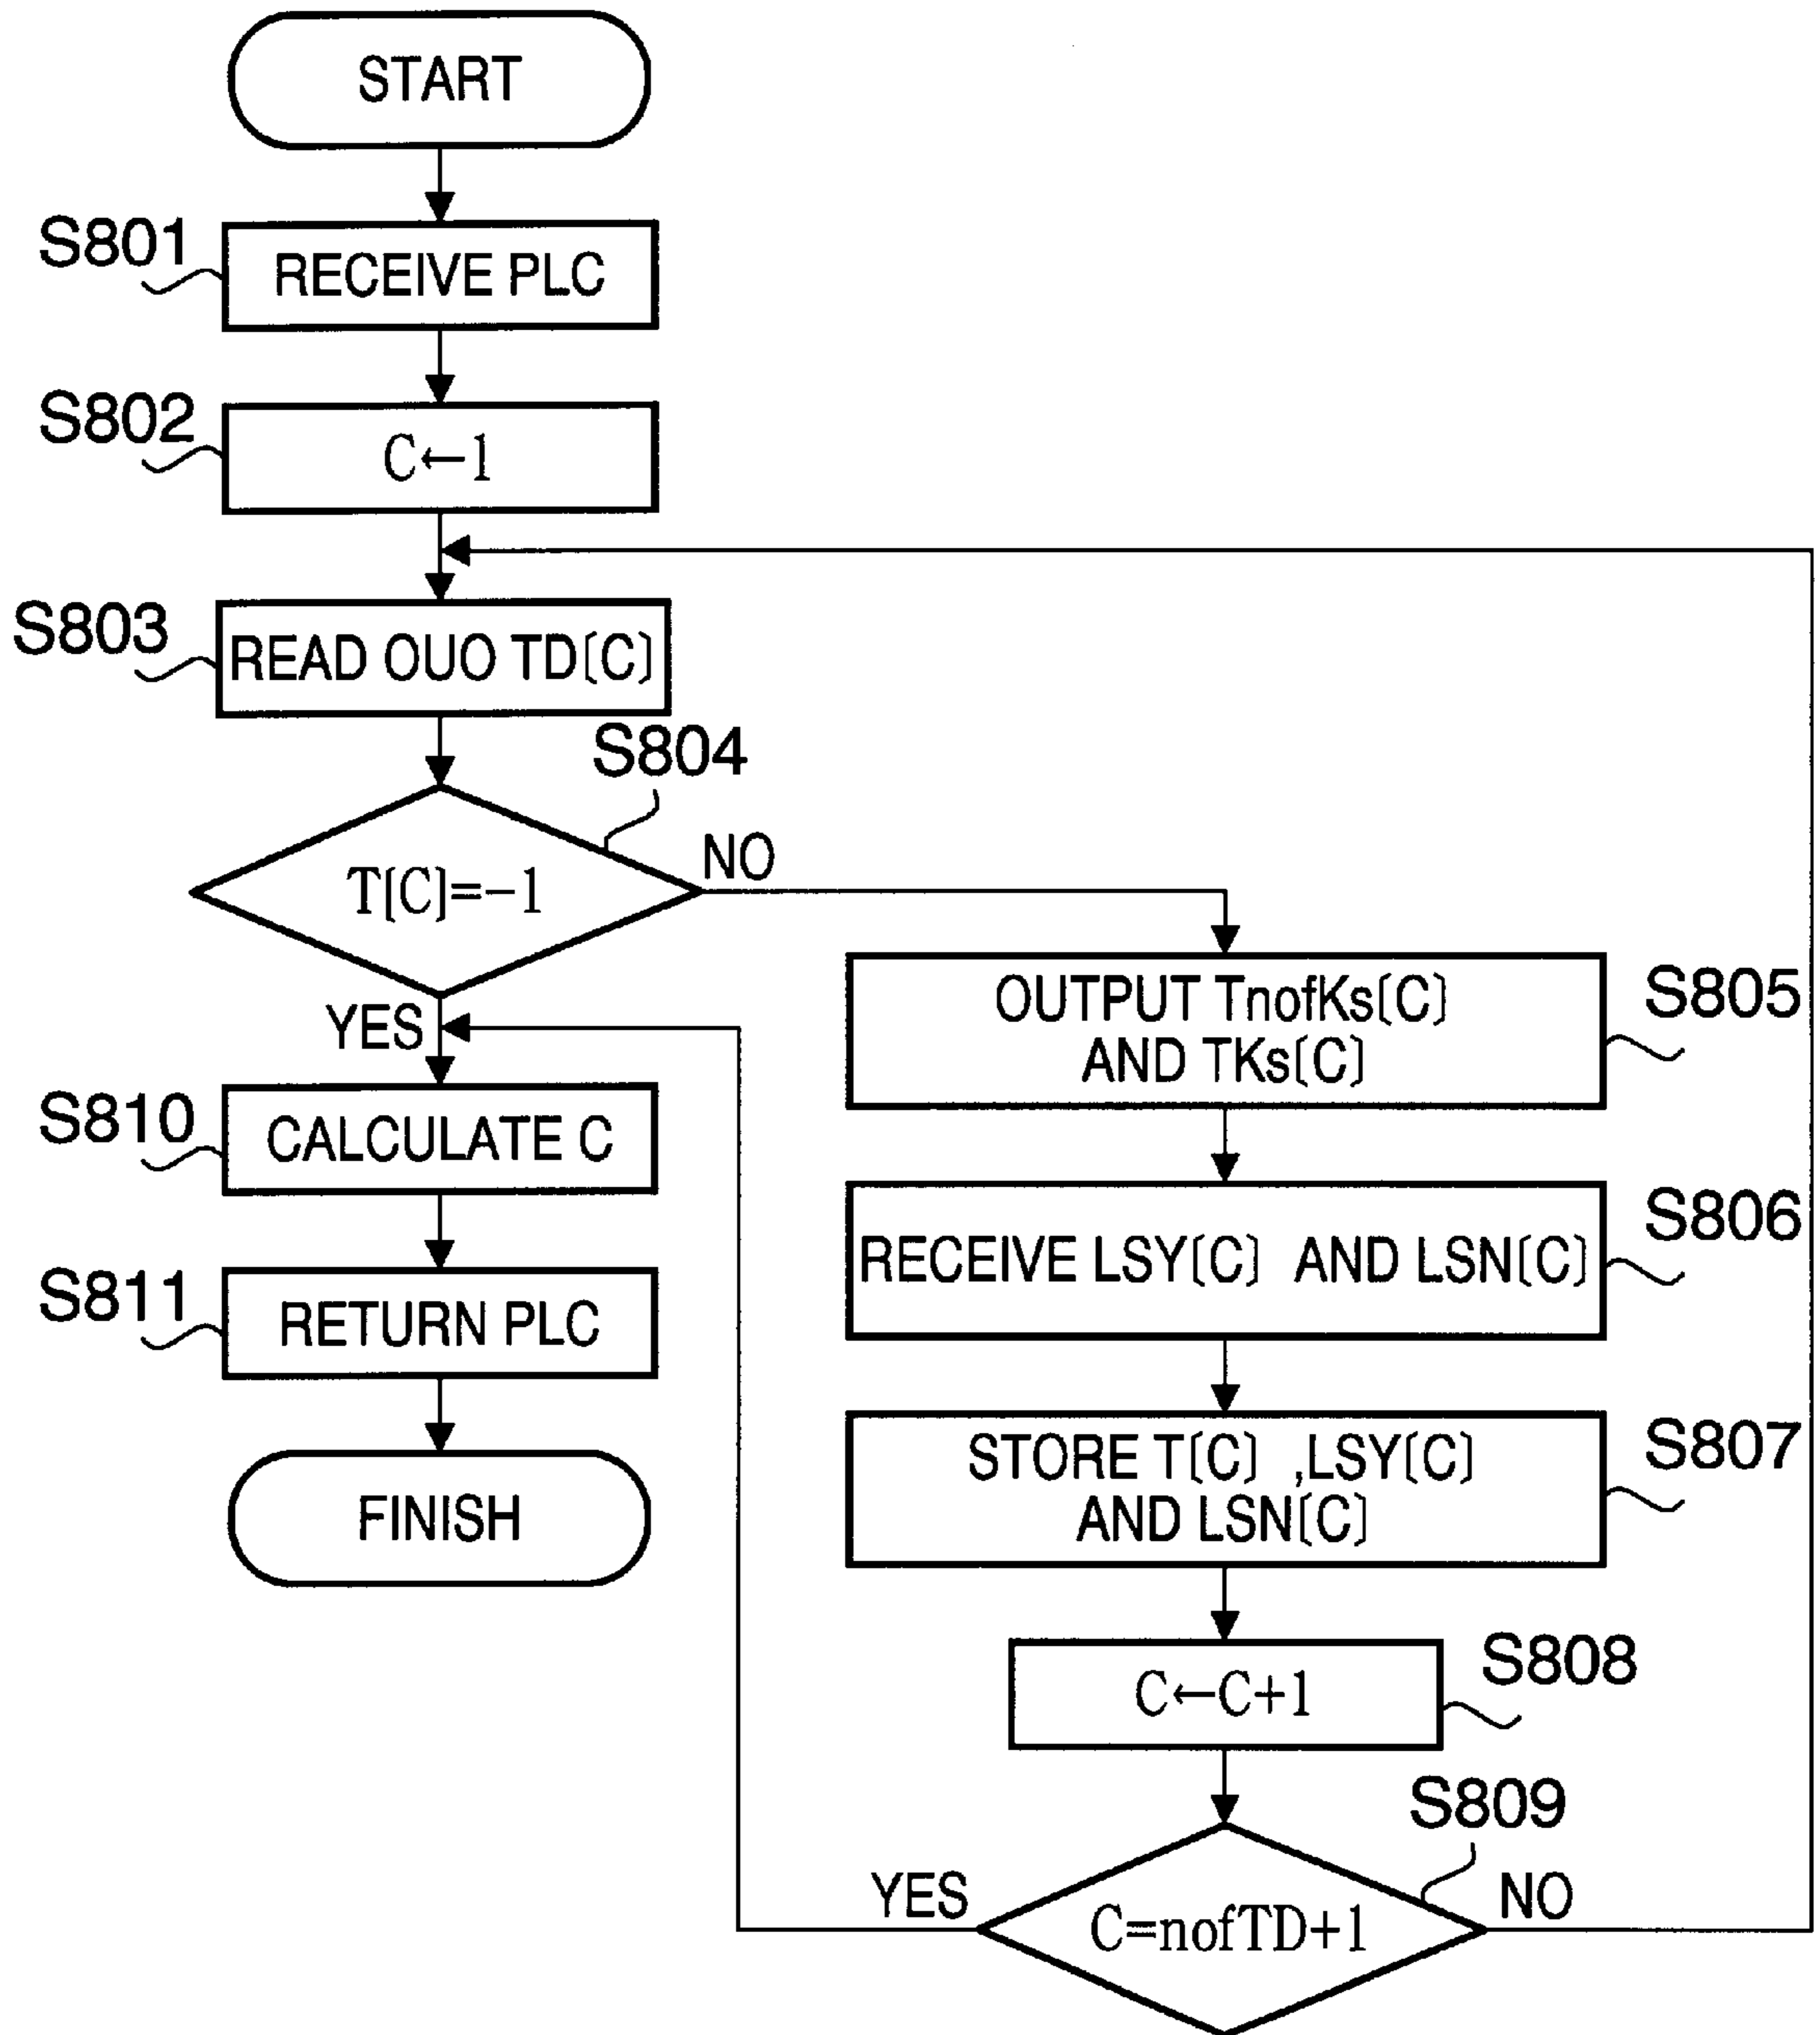 START
S801
RECEIVE PLC
S802
C←1
S803
READ OUO TD[C]
S804
T[C]=−1
NO
YES
S805
OUTPUT TnofKs[C]
AND TKs[C]
S806
RECEIVE LSY[C] AND LSN[C]
S807
STORE T[C] ,LSY[C]
AND LSN[C]
S808
C←C+1
S809
C=nofTD+1
YES
NO
S810
CALCULATE C
S811
RETURN PLC
FINISH